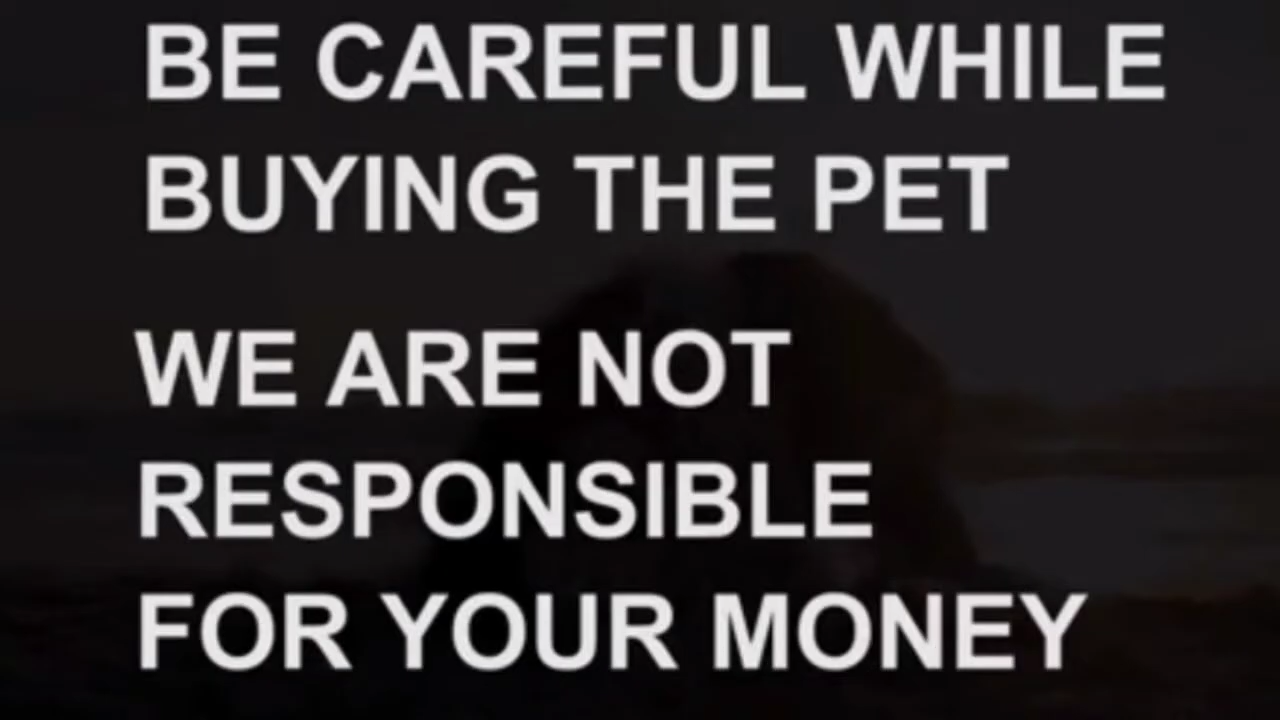 BE CAREFUL WHILE
BUYING THE PET
WE ARE NOT
RESPONSIBLE
FOR YOUR MONEY